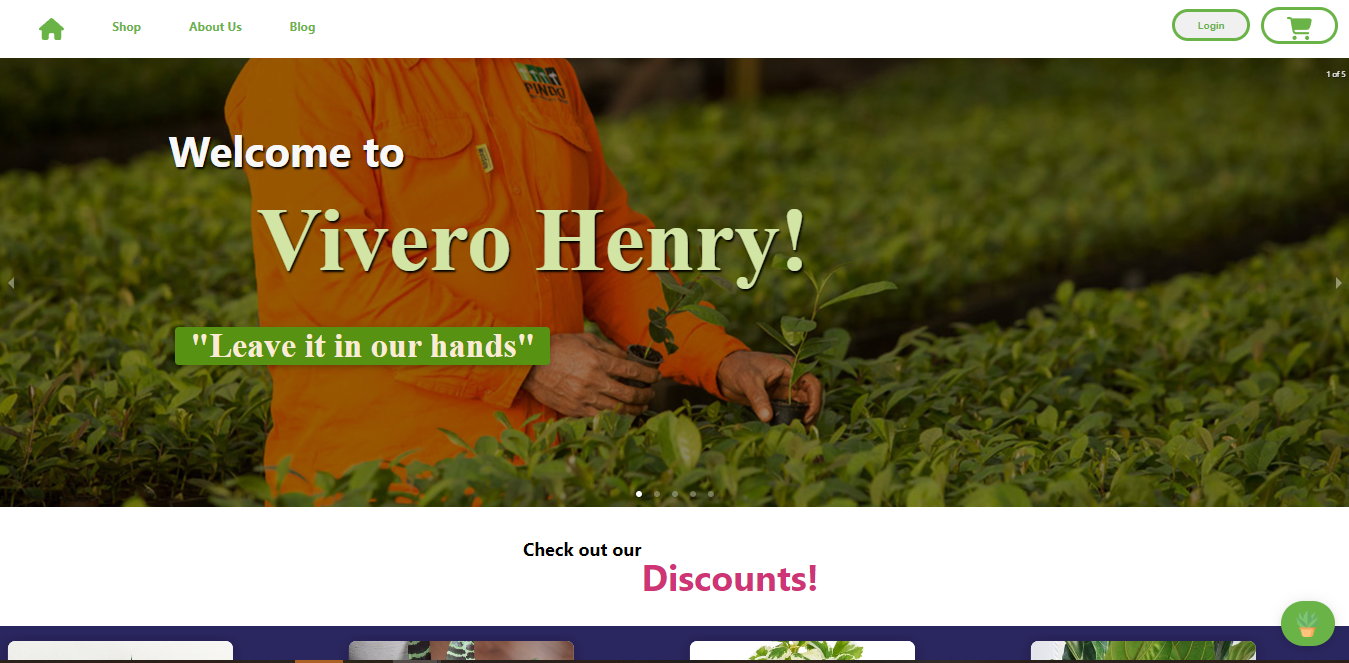 Shop
About Us
Blog
Login
1 of 5
PINDO
Welcome to
Vivero Henry!
"Leave it in our hands"
Check out our
Discounts!